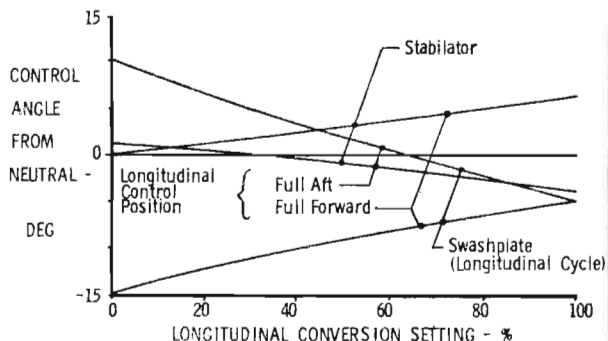 15
Stabilator
CONTROL
ANGLE
FROM
0
NEUTRAL -
Longitudinal
Control
Position
{
Full Aft
Full Forward
DEG
Swashplate
(Longitudinal Cycle)
-15
0 20 40 60 80 100
LONGITUDINAL CONVERSION SETTING - %